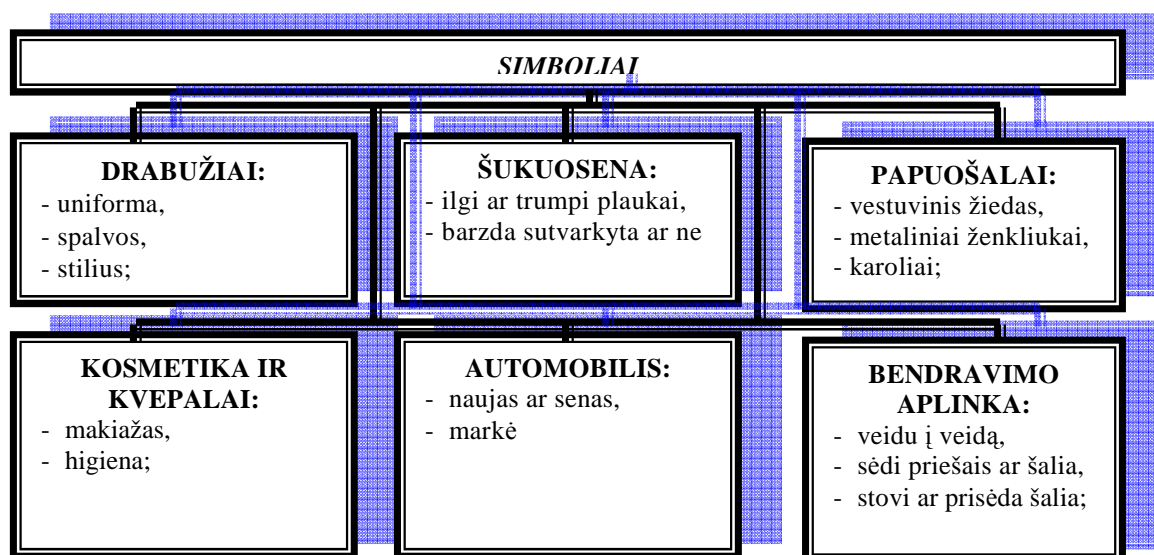 SIMBOLIAI
DRABUŽIAI:
- uniforma,
- spalvos,
- stilius;
ŠUKUOSENA:
- ilgi ar trumpi plaukai,
- barzda sutvarkyta ar ne
PAPUOŠALAI:
- vestuvinis žiedas,
- metaliniai ženkliukai,
- karoliai;
KOSMETIKA IR
KVEPALAI:
- makiažas,
- higiena;
AUTOMOBILIS:
- naujas ar senas,
- markė
BENDRAVIMO
APLINKA:
- veidu į veidą,
- sėdi priešais ar šalia,
- stovi ar prisėda šalia;